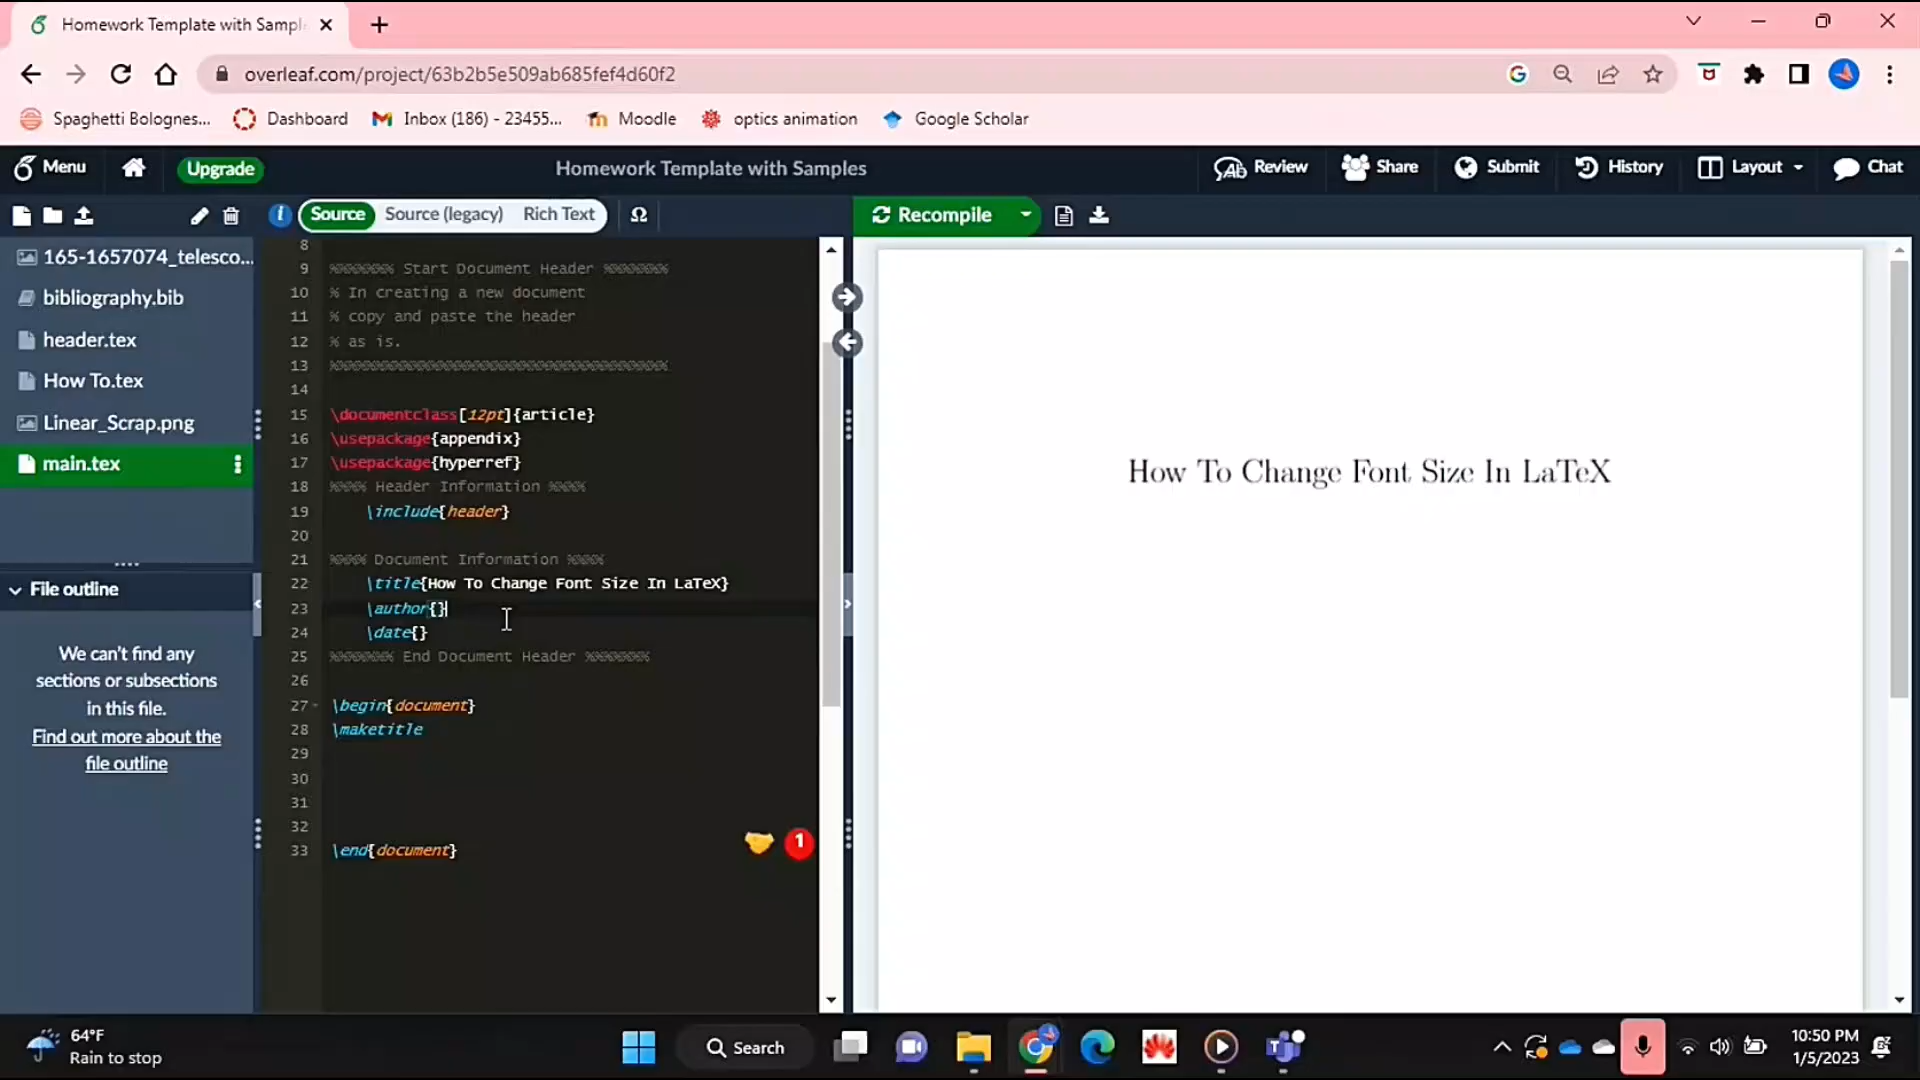 Homework Template with Sampl
overleaf.com/project/63b2b5e509ab685fef4d60f2
Spaghetti Bolognes...
Dashboard
Inbox (186) - 23455...
Moodle
optics animation
Google Scholar
Menu
Upgrade
Homework Template with Samples
Review
Share
Submit
History
Layout
Chat
Source
Source (legacy)
Rich Text
Ω
Recompile
165-1657074_telesco...
bibliography.bib
header.tex
How To.tex
Linear_Scrap.png
main.tex
File outline
We can't find any
sections or subsections
in this file.
Find out more about the
file outline
8
9 %%%%%%% Start Document Header %%%%%%%
10 % In creating a new document
11 % copy and paste the header
12 % as is.
13 %%%%%%%%%%%%%%%%%%%%%%%%%%%%%%%%%%%%%
14
15 \documentclass[12pt]{article}
16 \usepackage{appendix}
17 \usepackage{hyperref}
18 %%%% Header Information %%%%
19 \include{header}
20
21 %%%% Document Information %%%%
22 \title{How To Change Font Size In LaTeX}
23 \author{}
24 \date{}
25 %%%%%%% End Document Header %%%%%%%
26
27 \begin{document}
28 \maketitle
29
30
31
32
33 \end{document}
1
How To Change Font Size In LaTeX
64°F
Rain to stop
Search
10:50 PM
1/5/2023